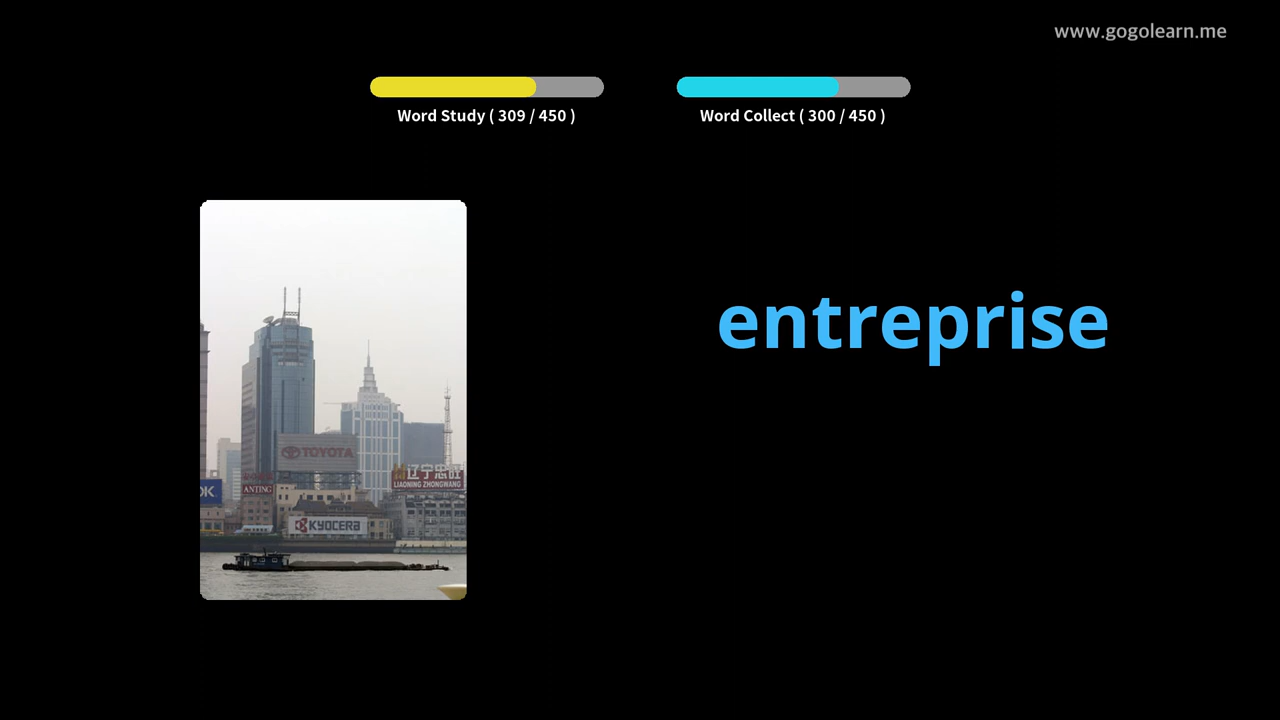 www.gogolearn.me
Word Study ( 309 / 450 )
Word Collect ( 300 / 450 )
entreprise
TOYOTA
辽宁忠旺
LIAONING ZHONGWANG
ANTING
KYOCERA